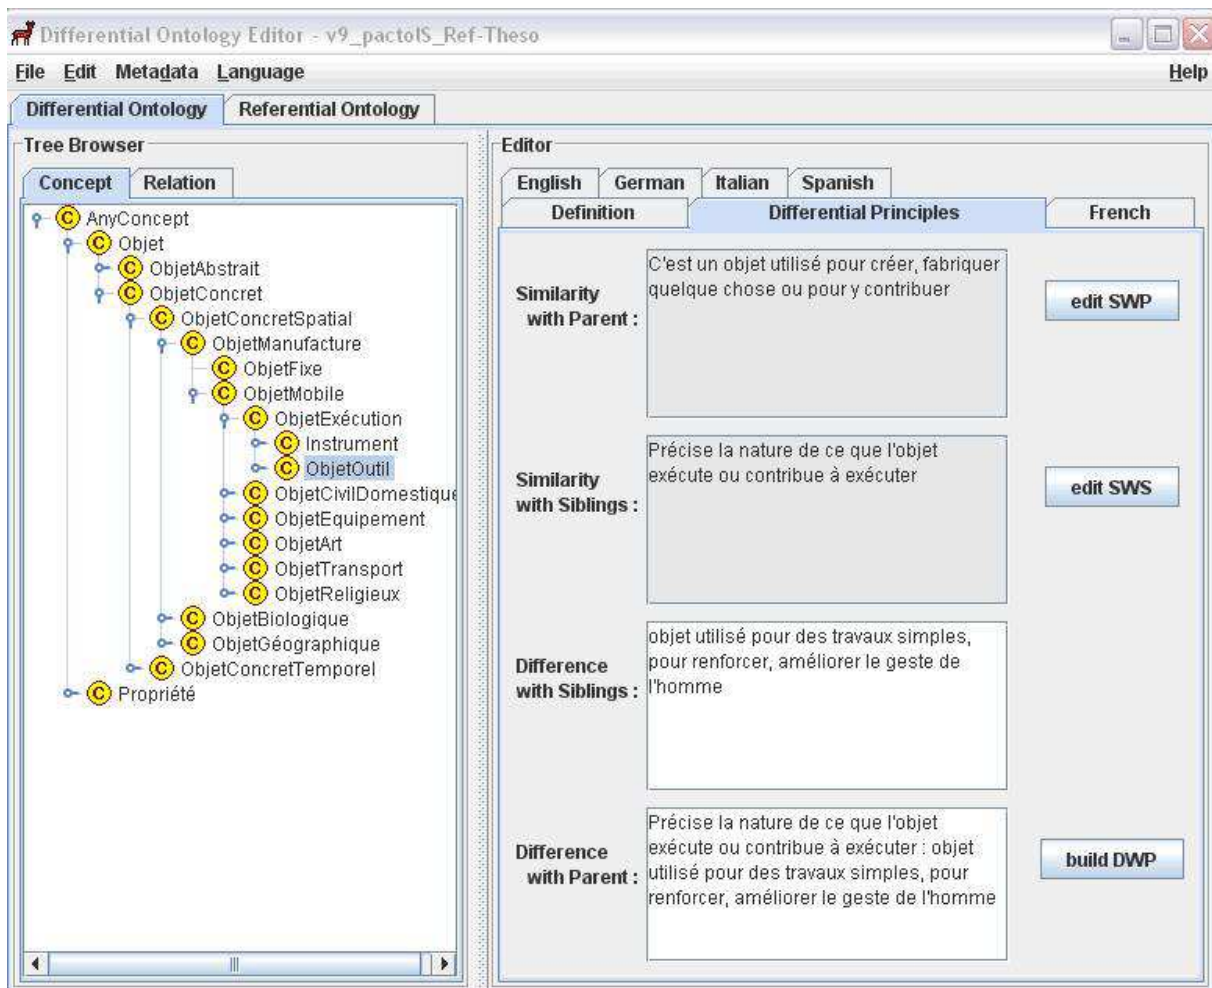 Differential Ontology Editor - v9_pactolS_Ref-Theso
File Edit Metadata Language Help
Differential Ontology Referential Ontology
Tree Browser
Concept Relation
C AnyConcept
C Objet
C ObjetAbstrait
C ObjetConcret
C ObjetConcretSpatial
C ObjetManufacture
C ObjetFixe
C ObjetMobile
C ObjetExécution
C Instrument
C ObjetOutil
C ObjetCivilDomestique
C ObjetEquipement
C ObjetArt
C ObjetTransport
C ObjetReligieux
C ObjetBiologique
C ObjetGéographique
C ObjetConcretTemporel
C Propriété
Editor
English German Italian Spanish
Definition Differential Principles French
Similarity
with Parent :
C'est un objet utilisé pour créer, fabriquer
quelque chose ou pour y contribuer
edit SWP
Similarity
with Siblings :
Précise la nature de ce que l'objet
exécute ou contribue à exécuter
edit SWS
Difference
with Siblings :
objet utilisé pour des travaux simples,
pour renforcer, améliorer le geste de
l'homme
Difference
with Parent :
Précise la nature de ce que l'objet
exécute ou contribue à exécuter : objet
utilisé pour des travaux simples, pour
renforcer, améliorer le geste de l'homme
build DWP